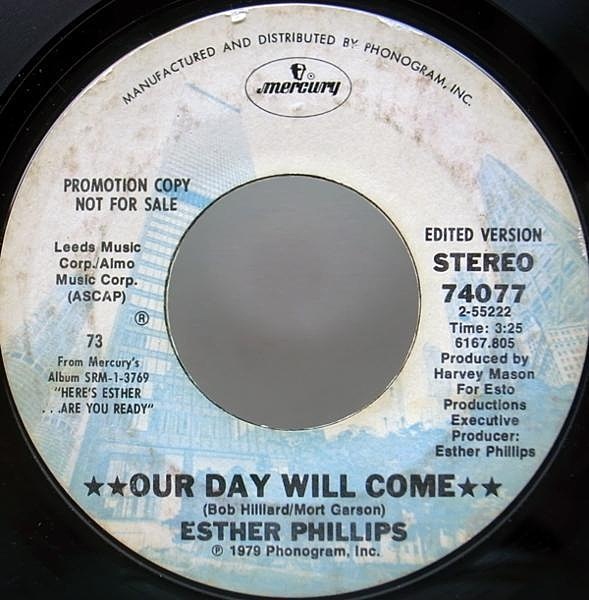 MANUFACTURED AND DISTRIBUTED BY PHONOGRAM, INC.
mercury ®
PROMOTION COPY
NOT FOR SALE
Leeds Music
Corp./Almo
Music Corp.
(ASCAP)
®
73
From Mercury's
Album SRM-1-3769
"HERE'S ESTHER
. . .ARE YOU READY"
EDITED VERSION
STEREO
74077
2-55222
Time: 3:25
6167.805
Produced by
Harvey Mason
For Esto
Productions
Executive
Producer:
Esther Phillips
★★OUR DAY WILL COME★★
(Bob Hilliard/Mort Garson)
ESTHER PHILLIPS
℗ 1979 Phonogram, Inc.